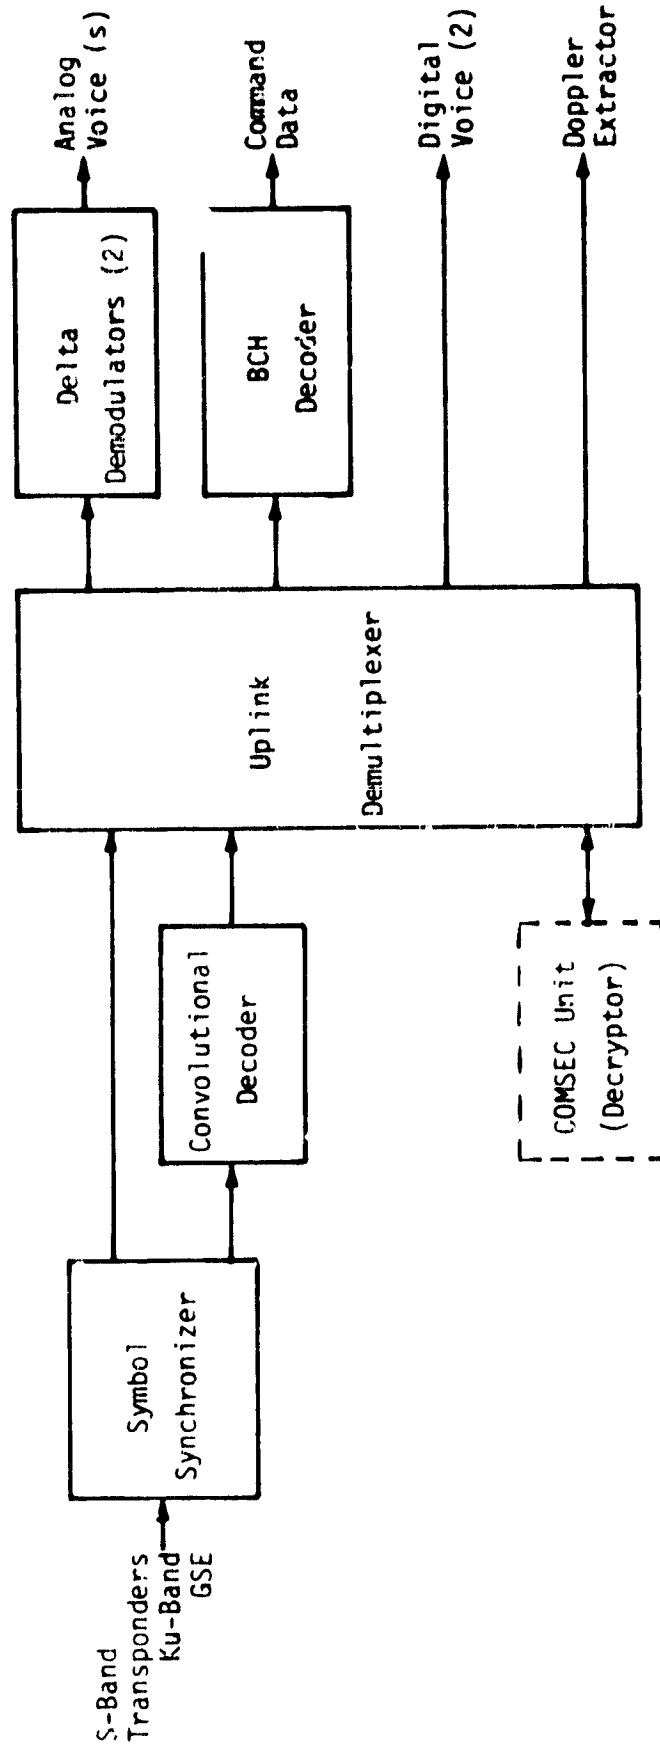 S-Band
Transponders
Ku-Band
GSE
Symbol
Synchronizer
Convolutional
Decoder
COMSEC Unit
(Decryptor)
Uplink
Demultiplexer
Delta
Demodulators (2)
BCH
Decoder
Analog
Voice (s)
Command
Data
Digital
Voice (2)
Doppler
Extractor